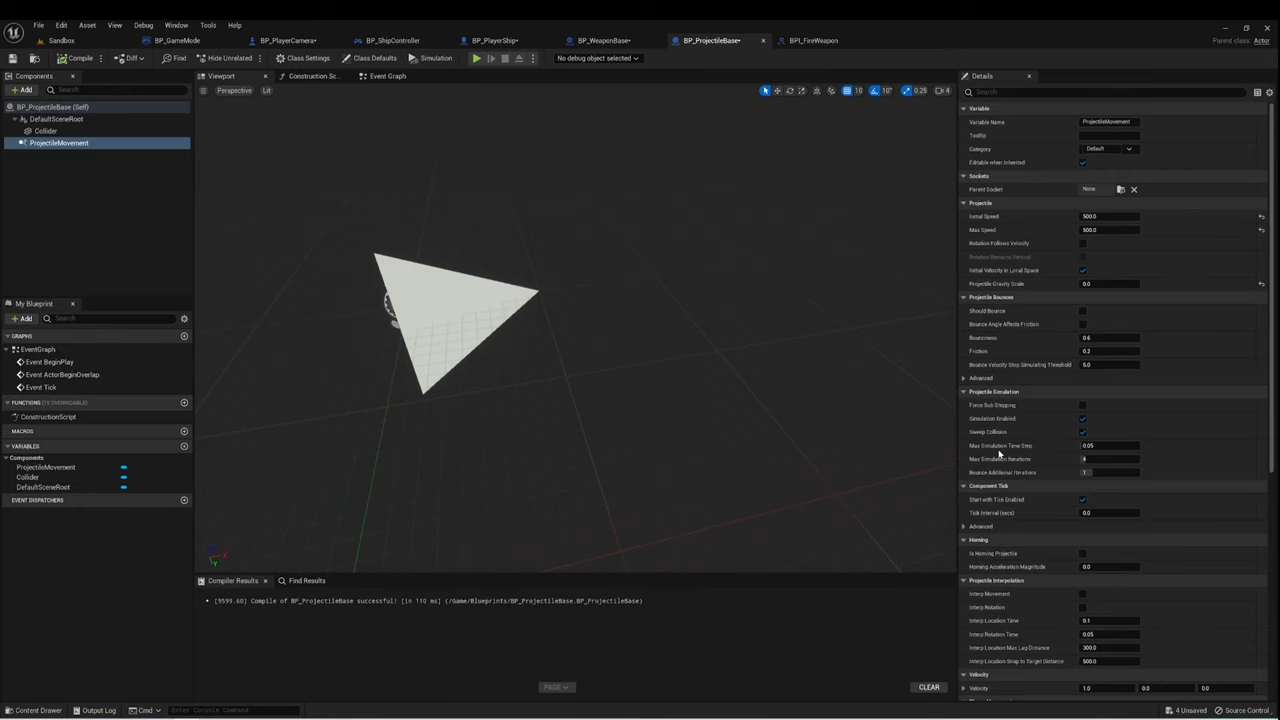 File Edit Asset View Debug Window Tools Help
Sandbox BP_GameMode BP_PlayerCamera* BP_ShipController BP_PlayerShip* BP_WeaponBase* BP_ProjectileBase* BPI_FireWeapon
Parent class: Actor
Compile Diff Find Hide Unrelated Class Settings Class Defaults Simulation No debug object selected
Components
Add Search
BP_ProjectileBase (Self)
DefaultSceneRoot
Collider
ProjectileMovement
My Blueprint
Add Search
GRAPHS
EventGraph
Event BeginPlay
Event ActorBeginOverlap
Event Tick
FUNCTIONS (15 OVERRIDABLE)
ConstructionScript
MACROS
VARIABLES
Components
ProjectileMovement
Collider
DefaultSceneRoot
EVENT DISPATCHERS
Viewport Construction Sc... Event Graph
Perspective Lit
10 10° 0.25 4
X
Y
Compiler Results Find Results
[9599.60] Compile of BP_ProjectileBase successful! [in 110 ms] (/Game/Blueprints/BP_ProjectileBase.BP_ProjectileBase)
PAGE
CLEAR
Details
Search
Variable
Variable Name ProjectileMovement
Tooltip
Category Default
Editable when Inherited
Sockets
Parent Socket None
Projectile
Initial Speed 500.0
Max Speed 500.0
Rotation Follows Velocity
Rotation Remains Vertical
Initial Velocity in Local Space
Projectile Gravity Scale 0.0
Projectile Bounces
Should Bounce
Bounce Angle Affects Friction
Bounciness 0.6
Friction 0.2
Bounce Velocity Stop Simulating Threshold 5.0
Advanced
Projectile Simulation
Force Sub Stepping
Simulation Enabled
Sweep Collision
Max Simulation Time Step 0.05
Max Simulation Iterations 4
Bounce Additional Iterations 1
Component Tick
Start with Tick Enabled
Tick Interval (secs) 0.0
Advanced
Homing
Is Homing Projectile
Homing Acceleration Magnitude 0.0
Projectile Interpolation
Interp Movement
Interp Rotation
Interp Location Time 0.1
Interp Rotation Time 0.05
Interp Location Max Lag Distance 300.0
Interp Location Snap to Target Distance 500.0
Velocity
Velocity 1.0 0.0 0.0
Content Drawer Output Log Cmd Enter Console Command
4 Unsaved Source Control